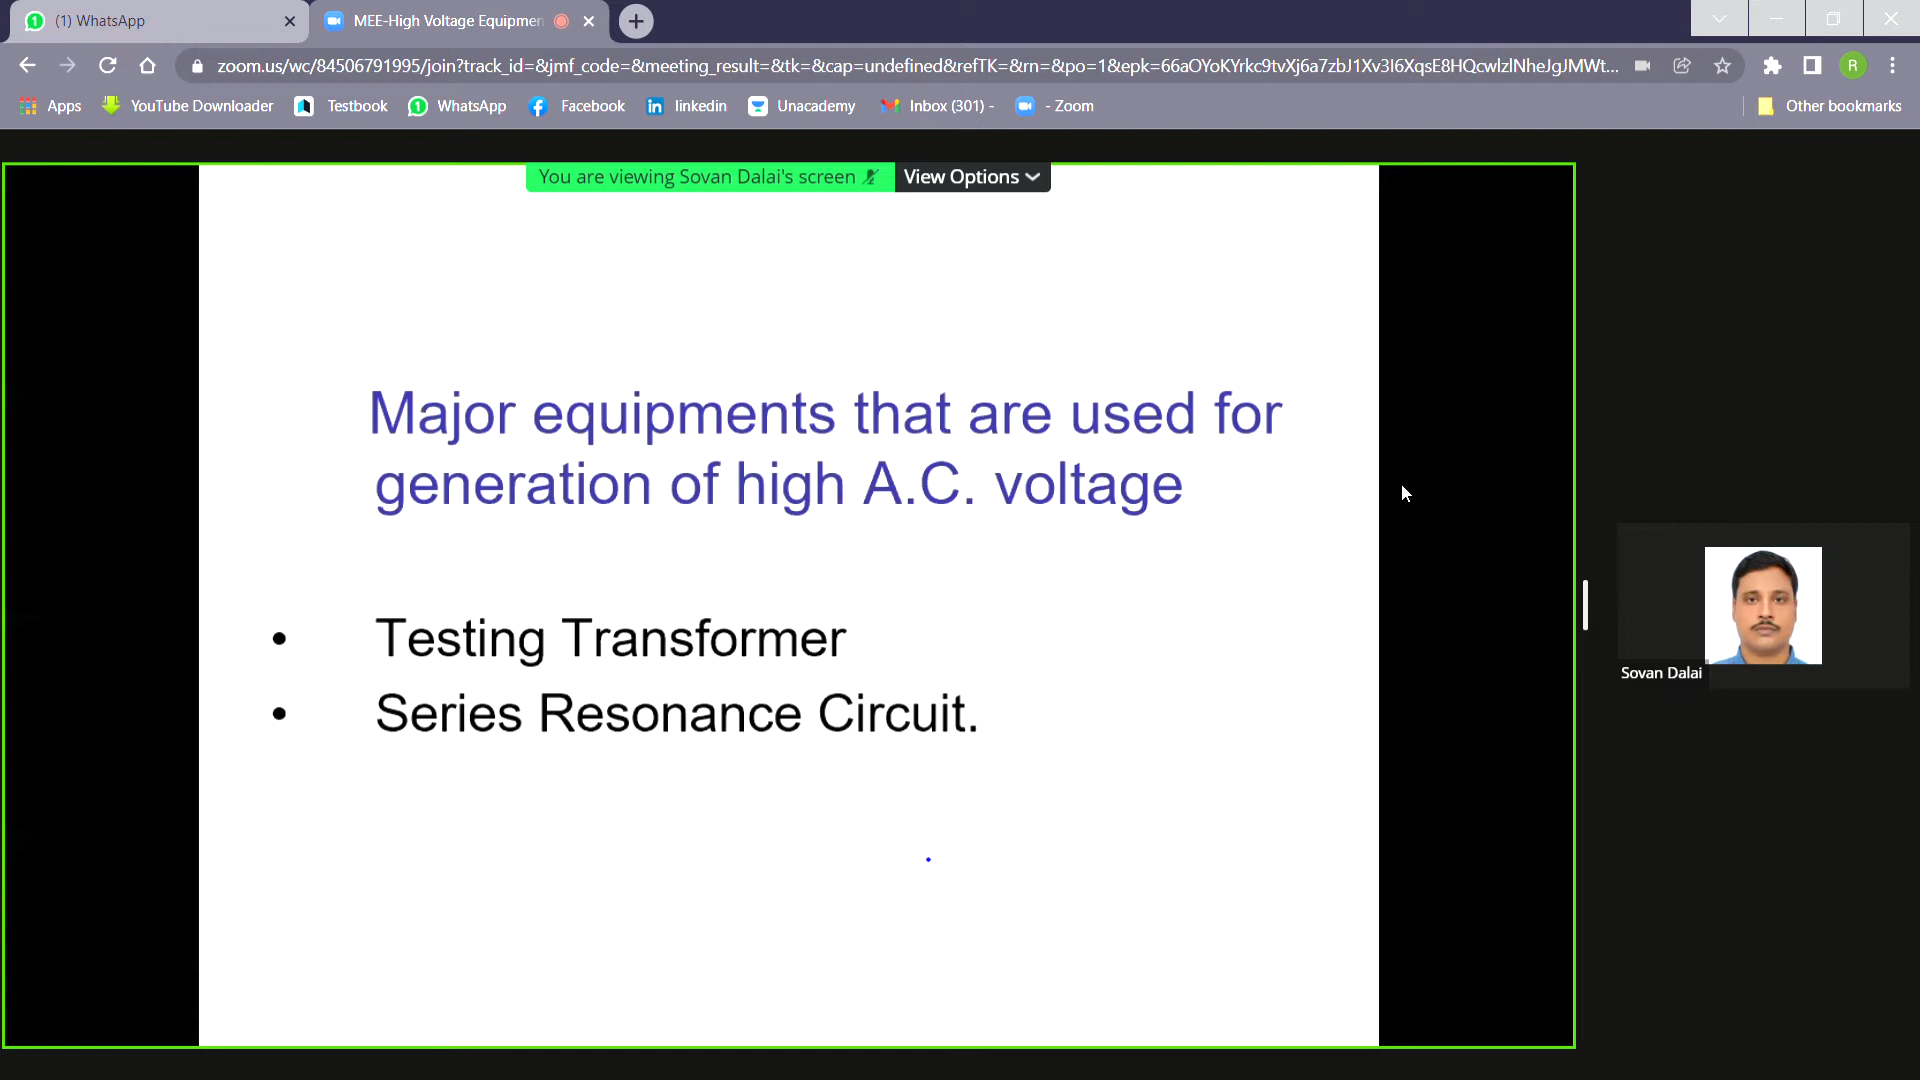 (1) WhatsApp
MEE-High Voltage Equipmen
zoom.us/wc/84506791995/join?track_id=&jmf_code=&meeting_result=&tk=&cap=undefined&refTK=&rn=&po=1&epk=66aOYoKYrkc9tvXj6a7zbJ1Xv3I6XqsE8HQcwlzlNheJgJMWt...
R
Apps
YouTube Downloader
Testbook
WhatsApp
Facebook
linkedin
Unacademy
Inbox (301) -
- Zoom
Other bookmarks
You are viewing Sovan Dalai's screen
View Options
Major equipments that are used for
generation of high A.C. voltage
• Testing Transformer
• Series Resonance Circuit.
Sovan Dalai